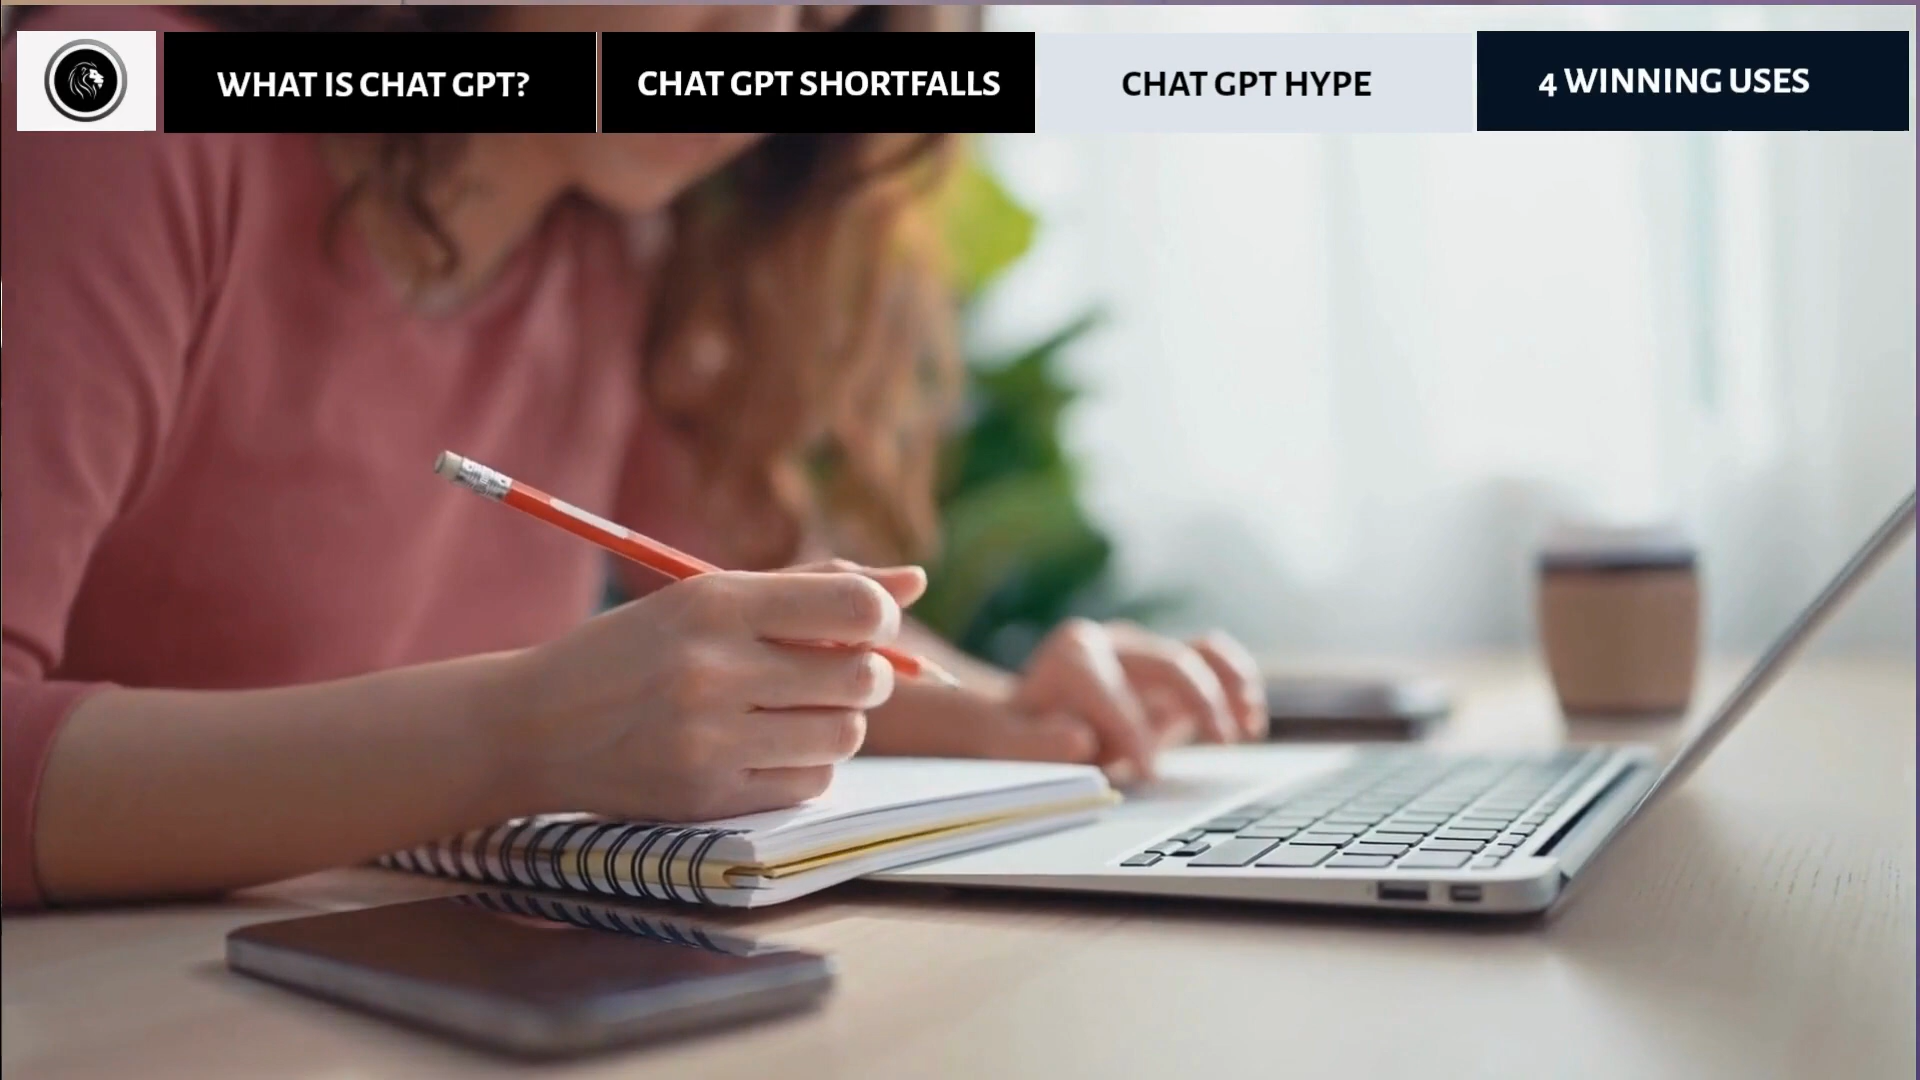 WHAT IS CHAT GPT?
CHAT GPT SHORTFALLS
CHAT GPT HYPE
4 WINNING USES